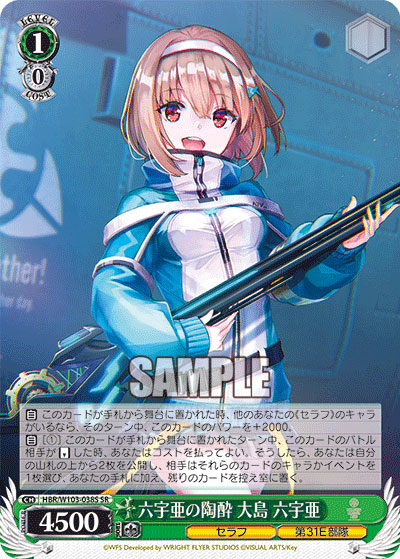 LEVEL
1
0
COST
ther!
er day.
SAMPLE
自 このカードが手札から舞台に置かれた時、他のあなたの《セラフ》のキャラ
がいるなら、そのターン中、このカードのパワーを+2000。
自 [①] このカードが手札から舞台に置かれたターン中、このカードのバトル
相手が した時、あなたはコストを払ってよい。そうしたら、あなたは自分
の山札の上から2枚を公開し、相手はそれらのカードからキャラかイベントを
1枚選び、あなたの手札に加え、残りのカードを控え室に置く。
CH HBR/W103-038S SR
4500
六宇亜の陶酔 大島 六宇亜
セラフ
第31E部隊
©WFS Developed by WRIGHT FLYER STUDIOS ©VISUAL ARTS/Key